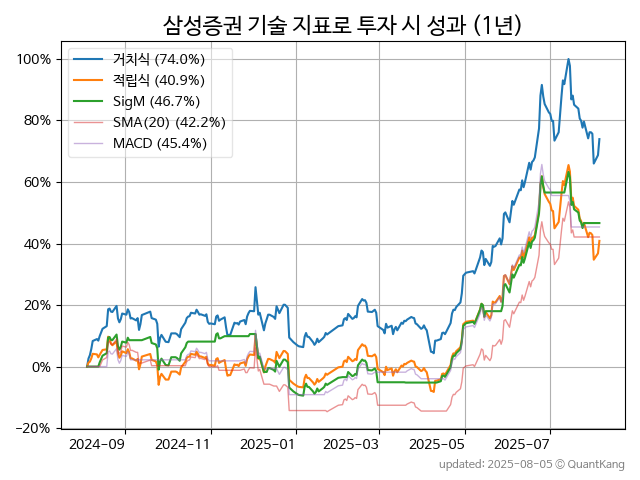 삼성증권 기술 지표로 투자 시 성과 (1년)
거치식 (74.0%)
적립식 (40.9%)
SigM (46.7%)
SMA(20) (42.2%)
MACD (45.4%)
100%
80%
60%
40%
20%
0%
−20%
2024-09 2024-11 2025-01 2025-03 2025-05 2025-07
updated: 2025-08-05 © QuantKang